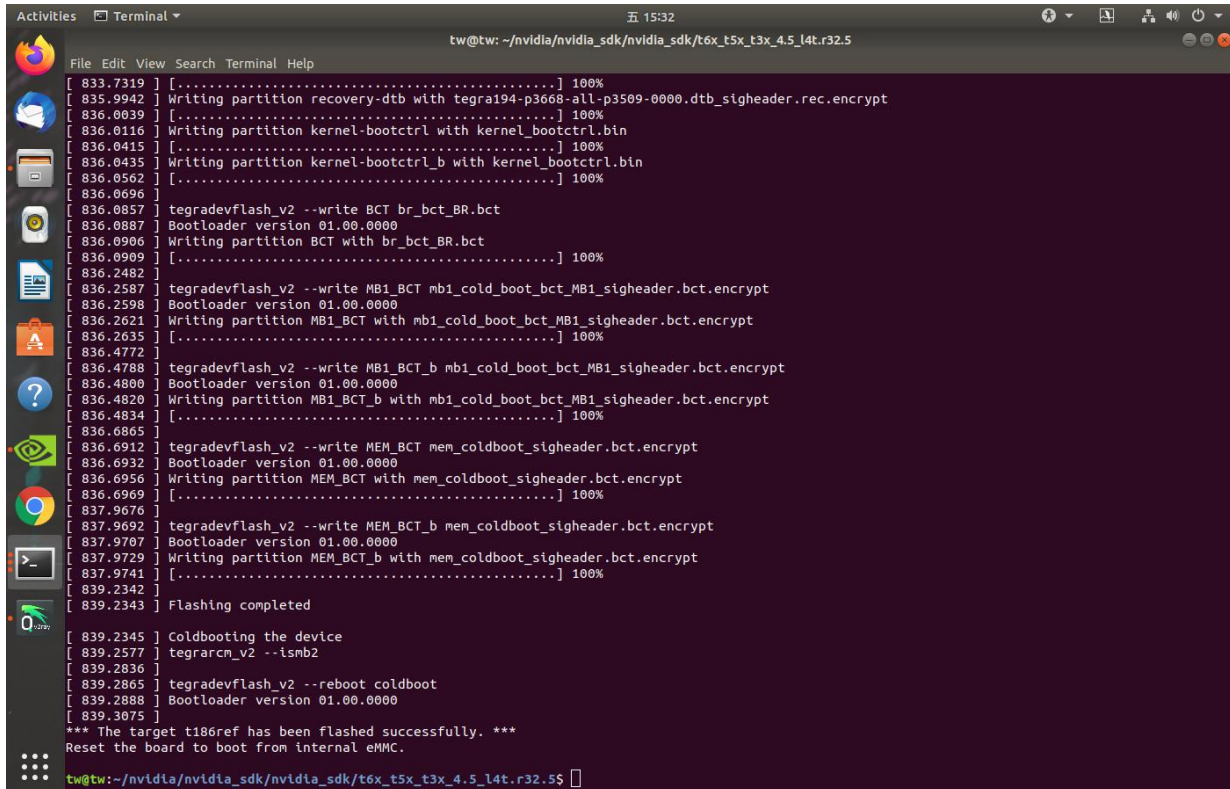 Activities Terminal 五 15:32
tw@tw: ~/nvidia/nvidia_sdk/nvidia_sdk/t6x_t5x_t3x_4.5_l4t.r32.5
File Edit View Search Terminal Help
[ 833.7319 ] [................................................] 100%
[ 835.9942 ] Writing partition recovery-dtb with tegra194-p3668-all-p3509-0000.dtb_sigheader.rec.encrypt
[ 836.0039 ] [................................................] 100%
[ 836.0116 ] Writing partition kernel-bootctrl with kernel_bootctrl.bin
[ 836.0415 ] [................................................] 100%
[ 836.0435 ] Writing partition kernel-bootctrl_b with kernel_bootctrl.bin
[ 836.0562 ] [................................................] 100%
[ 836.0696 ]
[ 836.0857 ] tegradevflash_v2 --write BCT br_bct_BR.bct
[ 836.0887 ] Bootloader version 01.00.0000
[ 836.0906 ] Writing partition BCT with br_bct_BR.bct
[ 836.0909 ] [................................................] 100%
[ 836.2482 ]
[ 836.2587 ] tegradevflash_v2 --write MB1_BCT mb1_cold_boot_bct_MB1_sigheader.bct.encrypt
[ 836.2598 ] Bootloader version 01.00.0000
[ 836.2621 ] Writing partition MB1_BCT with mb1_cold_boot_bct_MB1_sigheader.bct.encrypt
[ 836.2635 ] [................................................] 100%
[ 836.4772 ]
[ 836.4788 ] tegradevflash_v2 --write MB1_BCT_b mb1_cold_boot_bct_MB1_sigheader.bct.encrypt
[ 836.4800 ] Bootloader version 01.00.0000
[ 836.4820 ] Writing partition MB1_BCT_b with mb1_cold_boot_bct_MB1_sigheader.bct.encrypt
[ 836.4834 ] [................................................] 100%
[ 836.6865 ]
[ 836.6912 ] tegradevflash_v2 --write MEM_BCT mem_coldboot_sigheader.bct.encrypt
[ 836.6932 ] Bootloader version 01.00.0000
[ 836.6956 ] Writing partition MEM_BCT with mem_coldboot_sigheader.bct.encrypt
[ 836.6969 ] [................................................] 100%
[ 837.9676 ]
[ 837.9692 ] tegradevflash_v2 --write MEM_BCT_b mem_coldboot_sigheader.bct.encrypt
[ 837.9707 ] Bootloader version 01.00.0000
[ 837.9729 ] Writing partition MEM_BCT_b with mem_coldboot_sigheader.bct.encrypt
[ 837.9741 ] [................................................] 100%
[ 839.2342 ]
[ 839.2343 ] Flashing completed
[ 839.2345 ] Coldbooting the device
[ 839.2577 ] tegrarcm_v2 --ismb2
[ 839.2836 ]
[ 839.2865 ] tegradevflash_v2 --reboot coldboot
[ 839.2888 ] Bootloader version 01.00.0000
[ 839.3075 ]
*** The target t186ref has been flashed successfully. ***
Reset the board to boot from internal eMMC.
tw@tw:~/nvidia/nvidia_sdk/nvidia_sdk/t6x_t5x_t3x_4.5_l4t.r32.5$